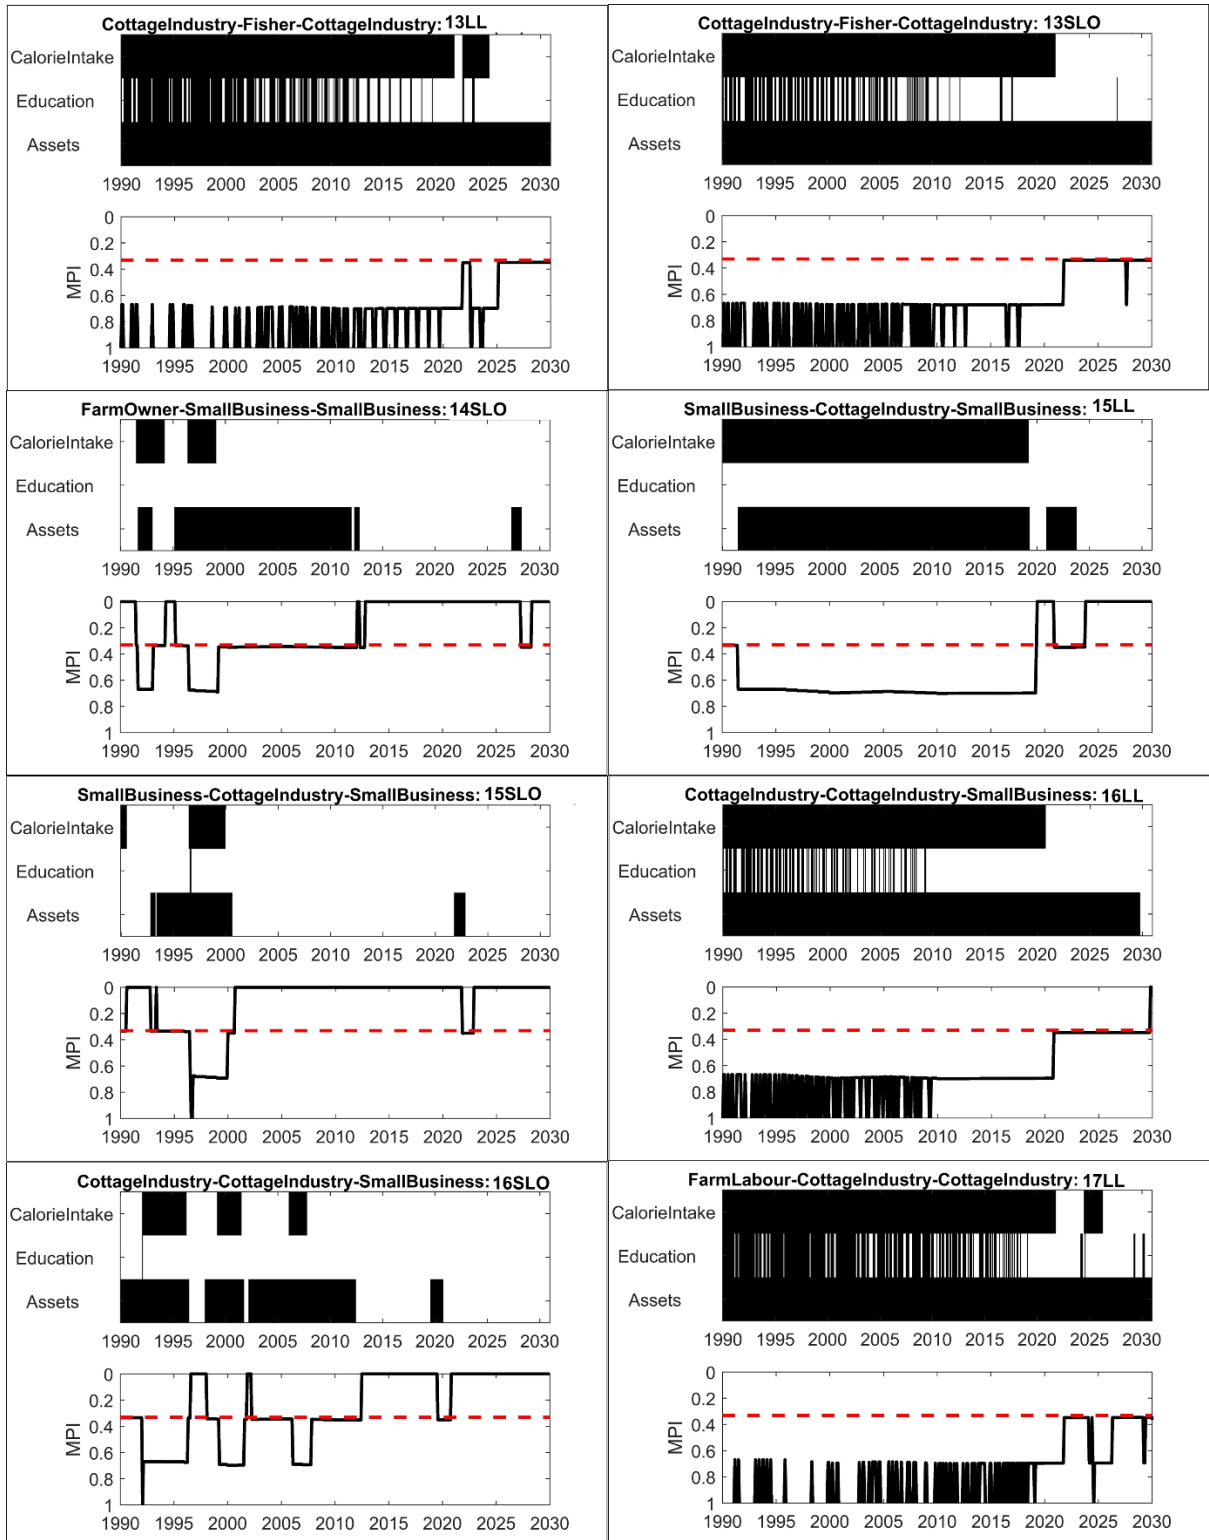 CottageIndustry-Fisher-CottageIndustry: 13LL
CalorieIntake
Education
Assets
1990 1995 2000 2005 2010 2015 2020 2025 2030
0
0.2
0.4
0.6
0.8
1
MPI
1990 1995 2000 2005 2010 2015 2020 2025 2030
CottageIndustry-Fisher-CottageIndustry: 13SLO
CalorieIntake
Education
Assets
1990 1995 2000 2005 2010 2015 2020 2025 2030
0
0.2
0.4
0.6
0.8
1
MPI
1990 1995 2000 2005 2010 2015 2020 2025 2030
FarmOwner-SmallBusiness-SmallBusiness: 14SLO
CalorieIntake
Education
Assets
1990 1995 2000 2005 2010 2015 2020 2025 2030
0
0.2
0.4
0.6
0.8
1
MPI
1990 1995 2000 2005 2010 2015 2020 2025 2030
SmallBusiness-CottageIndustry-SmallBusiness: 15LL
CalorieIntake
Education
Assets
1990 1995 2000 2005 2010 2015 2020 2025 2030
0
0.2
0.4
0.6
0.8
1
MPI
1990 1995 2000 2005 2010 2015 2020 2025 2030
SmallBusiness-CottageIndustry-SmallBusiness: 15SLO
CalorieIntake
Education
Assets
1990 1995 2000 2005 2010 2015 2020 2025 2030
0
0.2
0.4
0.6
0.8
1
MPI
1990 1995 2000 2005 2010 2015 2020 2025 2030
CottageIndustry-CottageIndustry-SmallBusiness: 16LL
CalorieIntake
Education
Assets
1990 1995 2000 2005 2010 2015 2020 2025 2030
0
0.2
0.4
0.6
0.8
1
MPI
1990 1995 2000 2005 2010 2015 2020 2025 2030
CottageIndustry-CottageIndustry-SmallBusiness: 16SLO
CalorieIntake
Education
Assets
1990 1995 2000 2005 2010 2015 2020 2025 2030
0
0.2
0.4
0.6
0.8
1
MPI
1990 1995 2000 2005 2010 2015 2020 2025 2030
FarmLabour-CottageIndustry-CottageIndustry: 17LL
CalorieIntake
Education
Assets
1990 1995 2000 2005 2010 2015 2020 2025 2030
0
0.2
0.4
0.6
0.8
1
MPI
1990 1995 2000 2005 2010 2015 2020 2025 2030